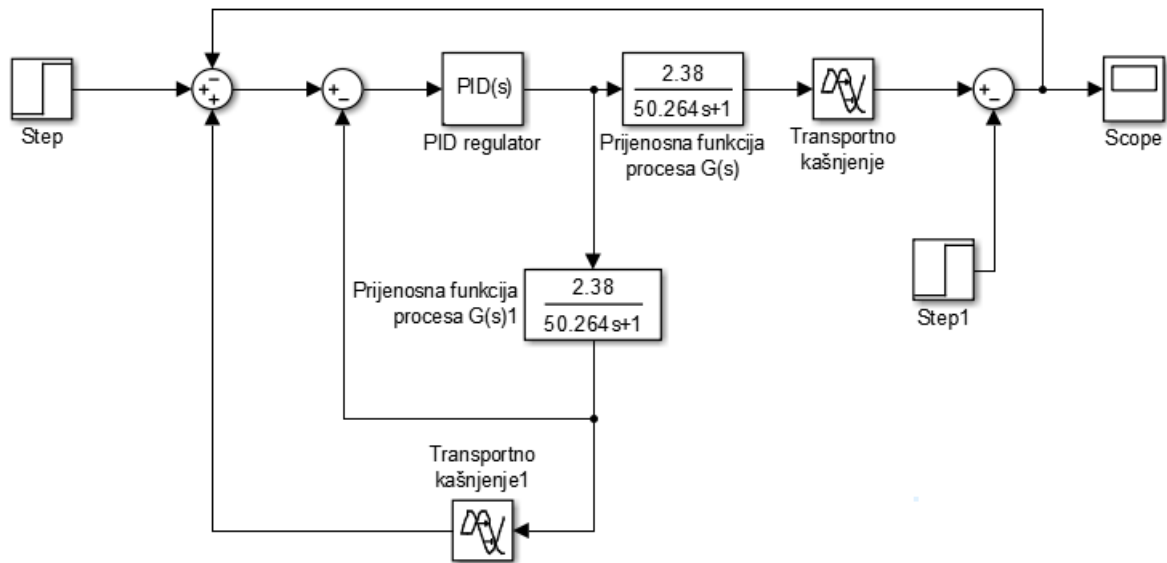 Step
PID(s)
PID regulator
2.38
50.264s+1
Prijenosna funkcija
procesa G(s)
Transportno
kašnjenje
Scope
Step1
Prijenosna funkcija
procesa G(s)1
2.38
50.264s+1
Transportno
kašnjenje1